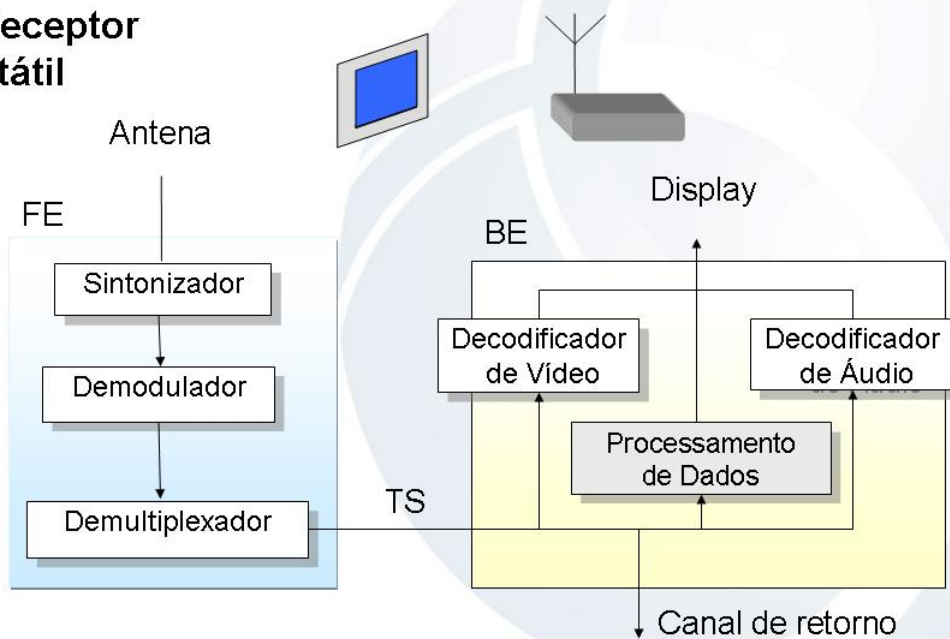 eceptor
tátil
Antena
Display
FE
BE
Sintonizador
Decodificador
de Vídeo
Decodificador
de Áudio
Demodulador
Processamento
de Dados
TS
Demultiplexador
Canal de retorno